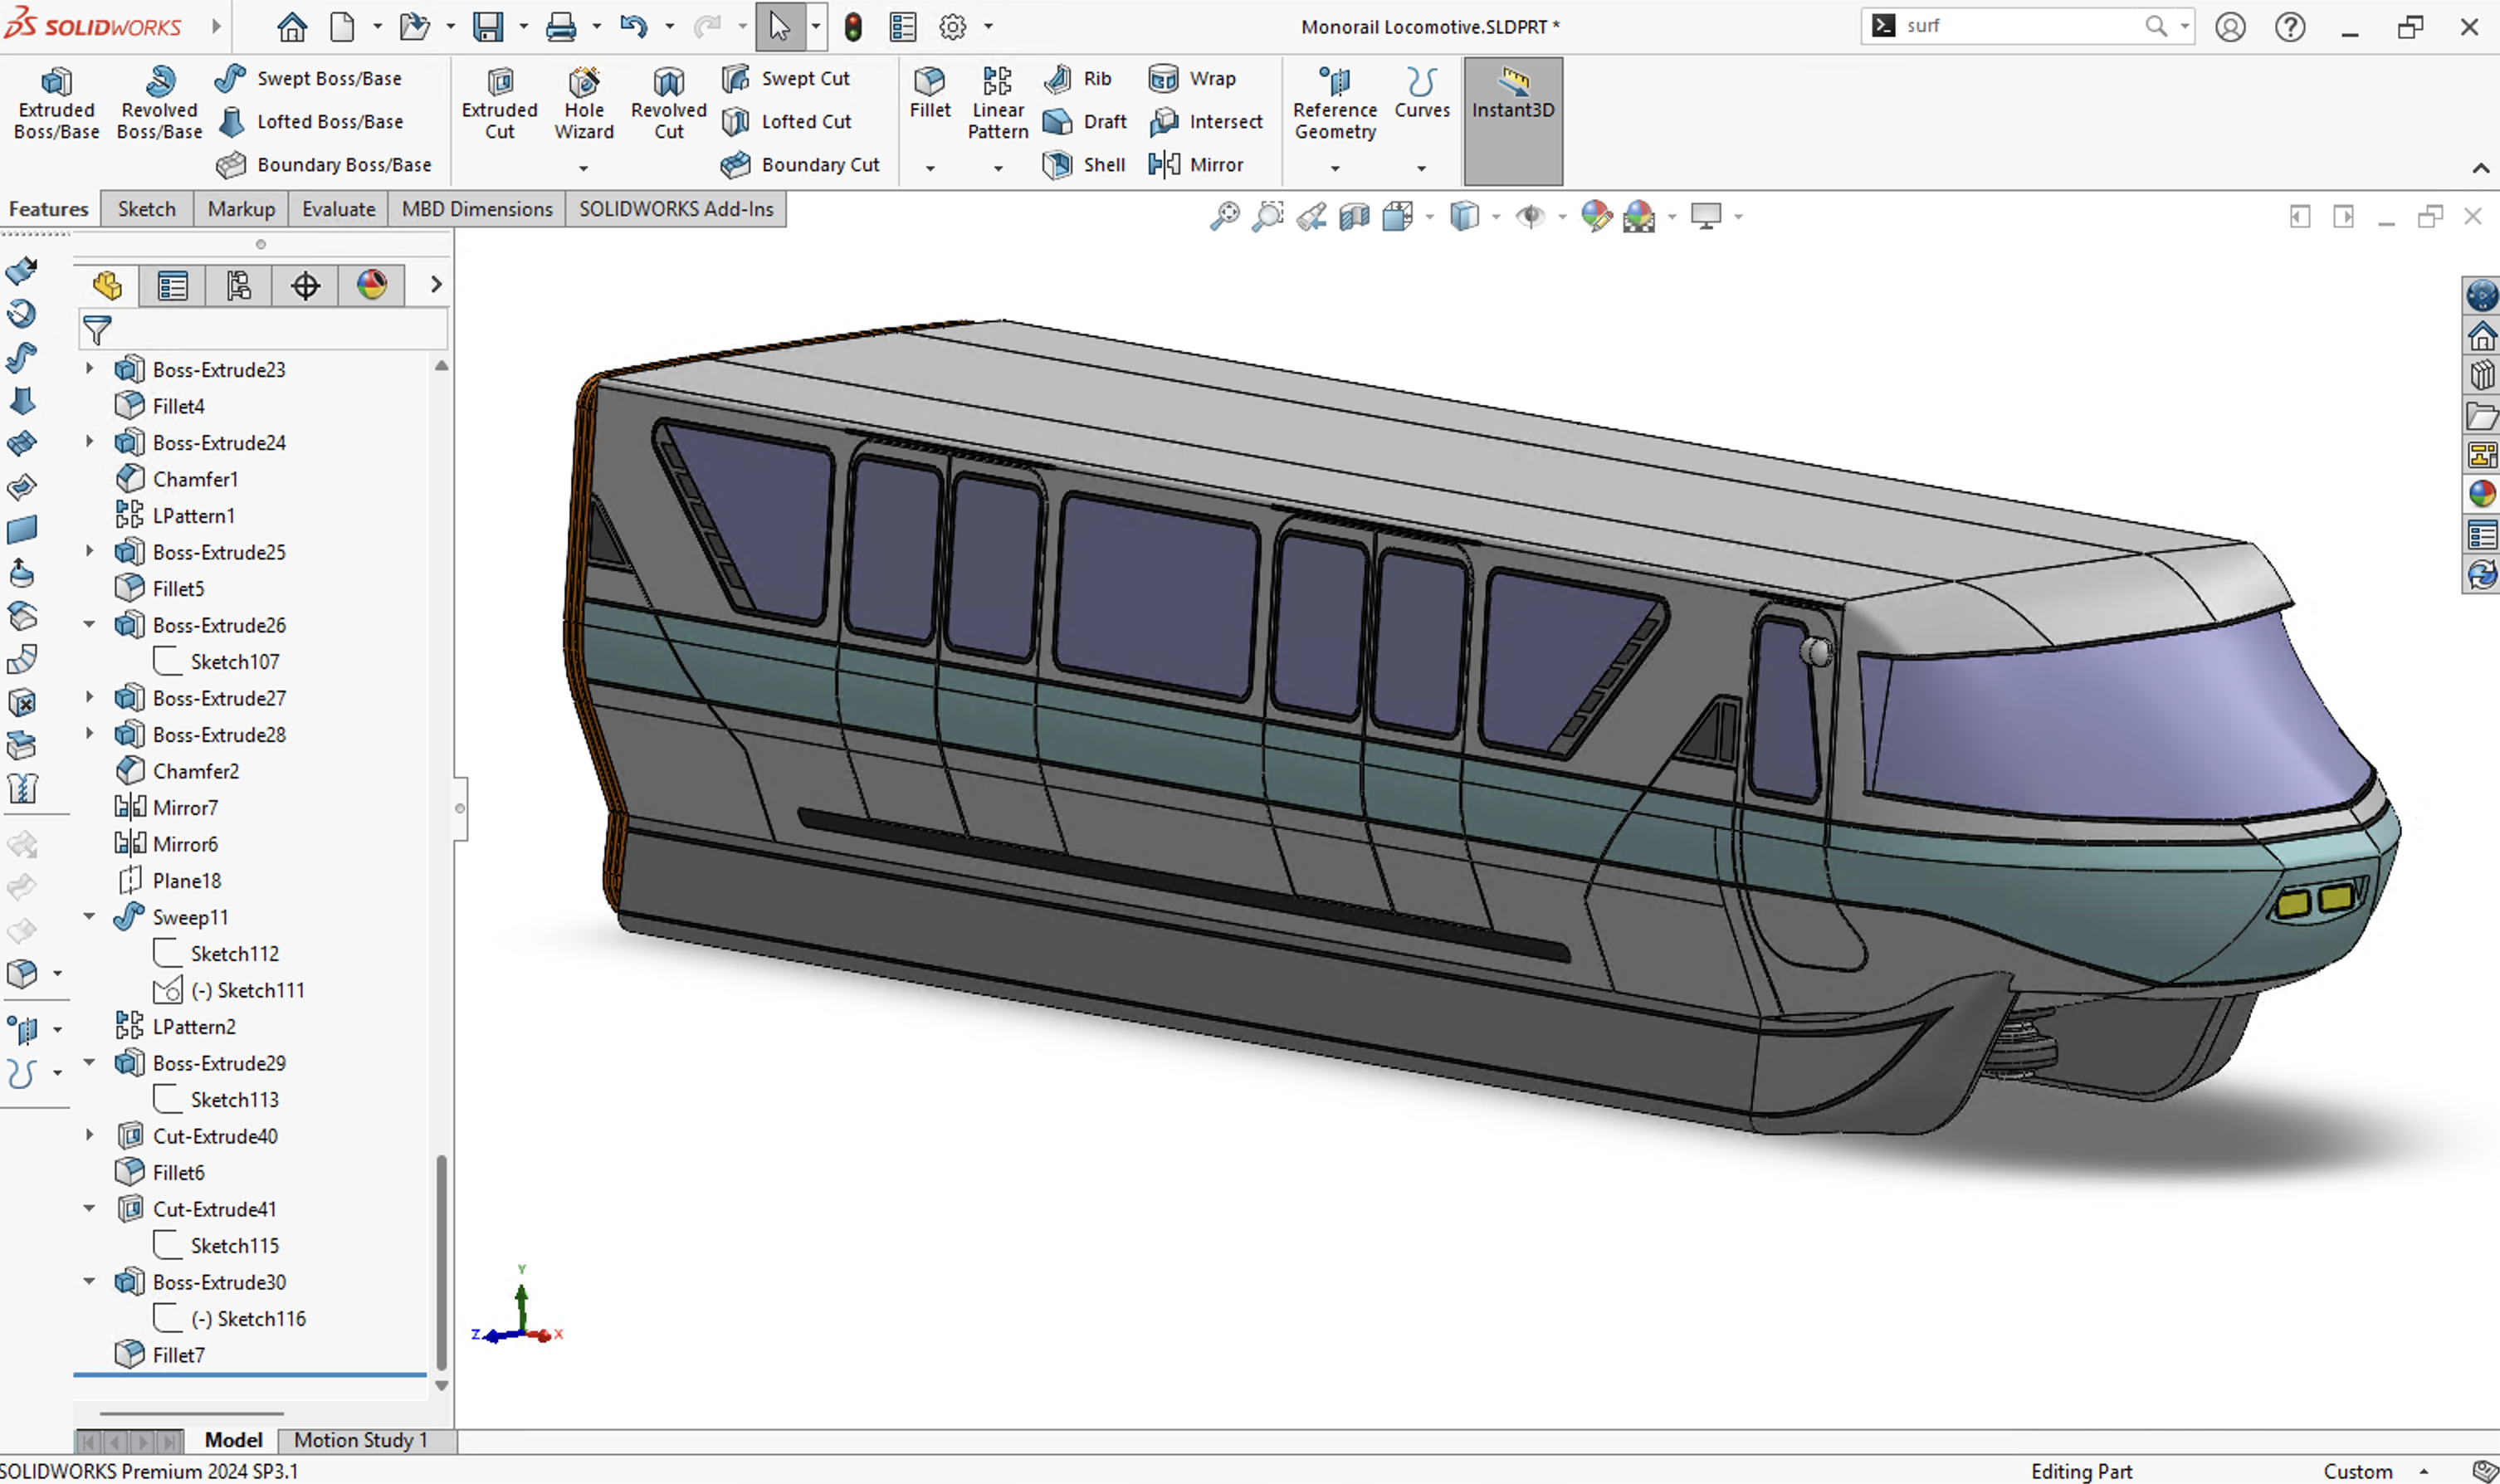 SOLIDWORKS
Monorail Locomotive.SLDPRT *
surf
Extruded Boss/Base
Revolved Boss/Base
Swept Boss/Base
Lofted Boss/Base
Boundary Boss/Base
Extruded Cut
Hole Wizard
Revolved Cut
Swept Cut
Lofted Cut
Boundary Cut
Fillet
Linear Pattern
Rib
Draft
Shell
Wrap
Intersect
Mirror
Reference Geometry
Curves
Instant3D
Features
Sketch
Markup
Evaluate
MBD Dimensions
SOLIDWORKS Add-Ins
Boss-Extrude23
Fillet4
Boss-Extrude24
Chamfer1
LPattern1
Boss-Extrude25
Fillet5
Boss-Extrude26
Sketch107
Boss-Extrude27
Boss-Extrude28
Chamfer2
Mirror7
Mirror6
Plane18
Sweep11
Sketch112
(-) Sketch111
LPattern2
Boss-Extrude29
Sketch113
Cut-Extrude40
Fillet6
Cut-Extrude41
Sketch115
Boss-Extrude30
(-) Sketch116
Fillet7
Y
Z
X
Model
Motion Study 1
SOLIDWORKS Premium 2024 SP3.1
Editing Part
Custom